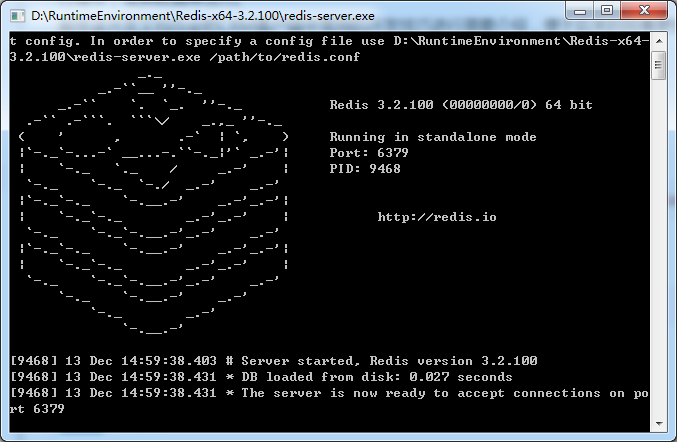 D:\RuntimeEnvironment\Redis-x64-3.2.100\redis-server.exe
t config. In order to specify a config file use D:\RuntimeEnvironment\Redis-x64-
3.2.100\redis-server.exe /path/to/redis.conf
Redis 3.2.100 (00000000/0) 64 bit
Running in standalone mode
Port: 6379
PID: 9468
http://redis.io
[9468] 13 Dec 14:59:38.403 # Server started, Redis version 3.2.100
[9468] 13 Dec 14:59:38.431 * DB loaded from disk: 0.027 seconds
[9468] 13 Dec 14:59:38.431 * The server is now ready to accept connections on po
rt 6379